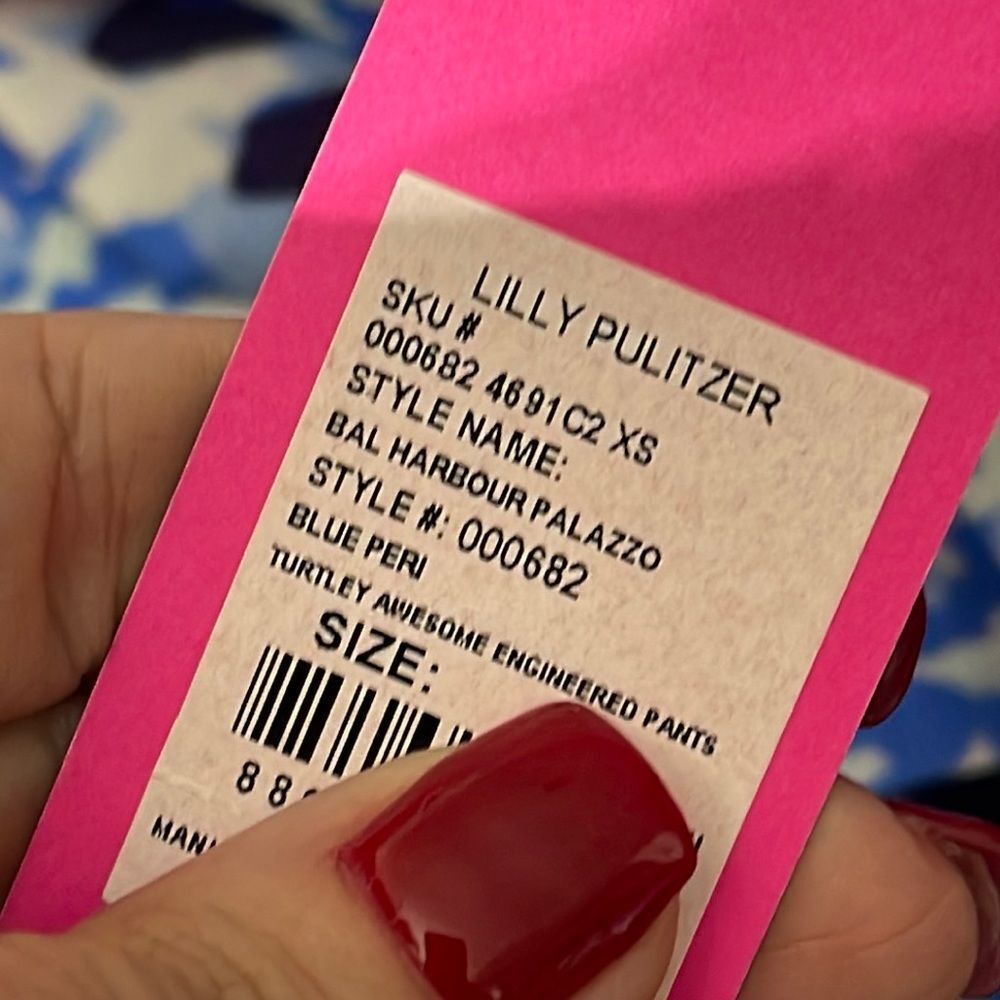 LILLY PULITZER
SKU #
000682 4691C2 XS
STYLE NAME:
BAL HARBOUR PALAZZO
STYLE #: 000682
BLUE PERI
TURTLEY AWESOME ENGINEERED PANTS
SIZE:
88